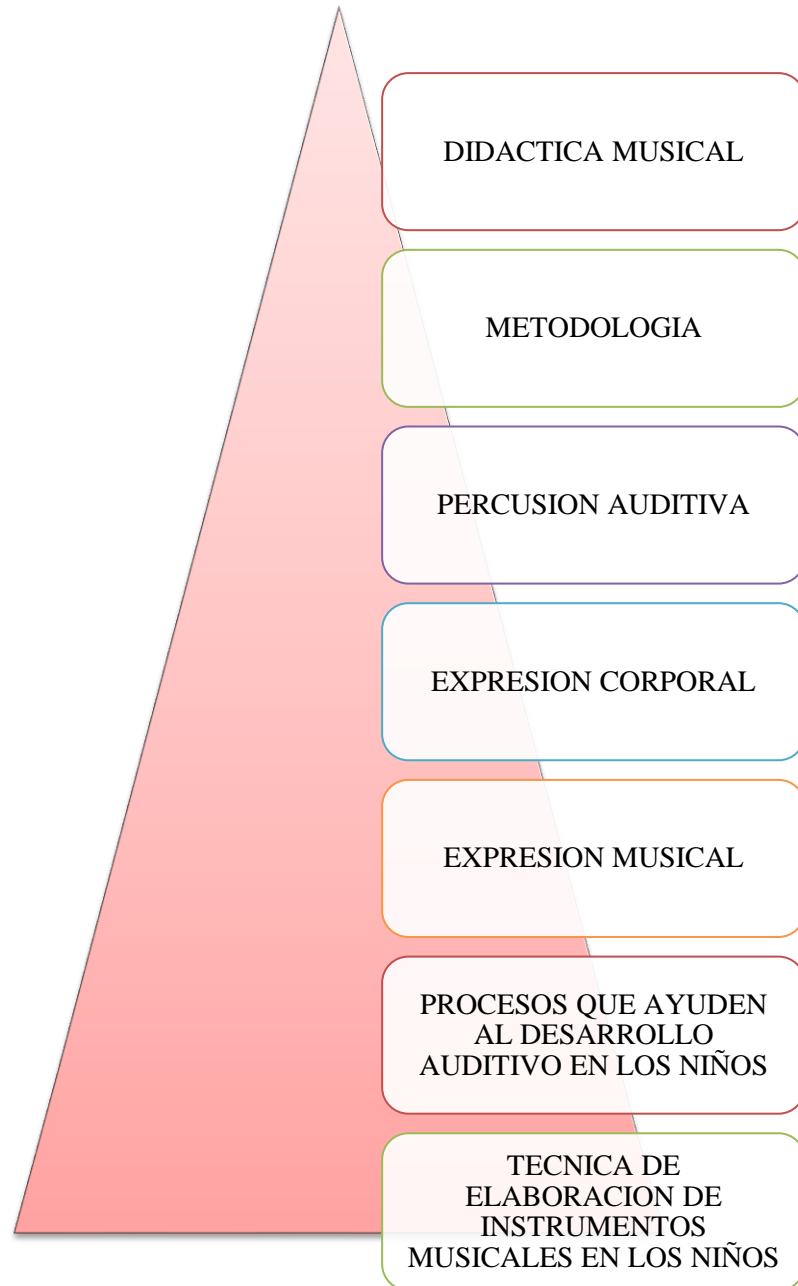 DIDACTICA MUSICAL
METODOLOGIA
PERCUSION AUDITIVA
EXPRESION CORPORAL
EXPRESION MUSICAL
PROCESOS QUE AYUDEN
AL DESARROLLO
AUDITIVO EN LOS NIÑOS
TECNICA DE
ELABORACION DE
INSTRUMENTOS
MUSICALES EN LOS NIÑOS